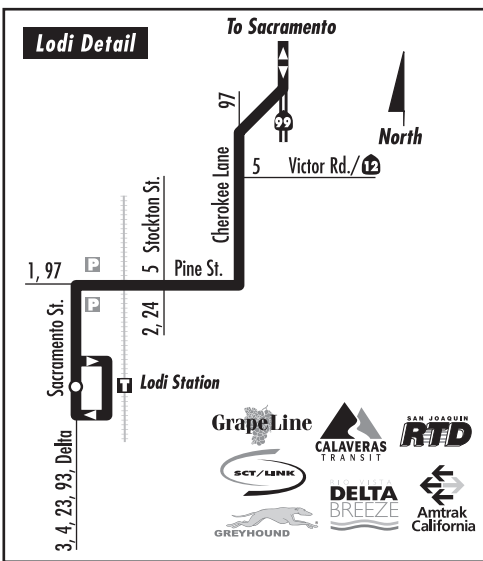 To Sacramento
Lodi Detail
97
99
North
Cherokee Lane
5 Victor Rd./12
Stockton St.
5
P
1, 97
Pine St.
P
2, 24
Sacramento St.
T Lodi Station
3, 4, 23, 93, Delta
GrapeLine
CALAVERAS
TRANSIT
SAN JOAQUIN
RTD
SCT/LINK
RIO VISTA
DELTA
BREEZE
Amtrak
California
GREYHOUND